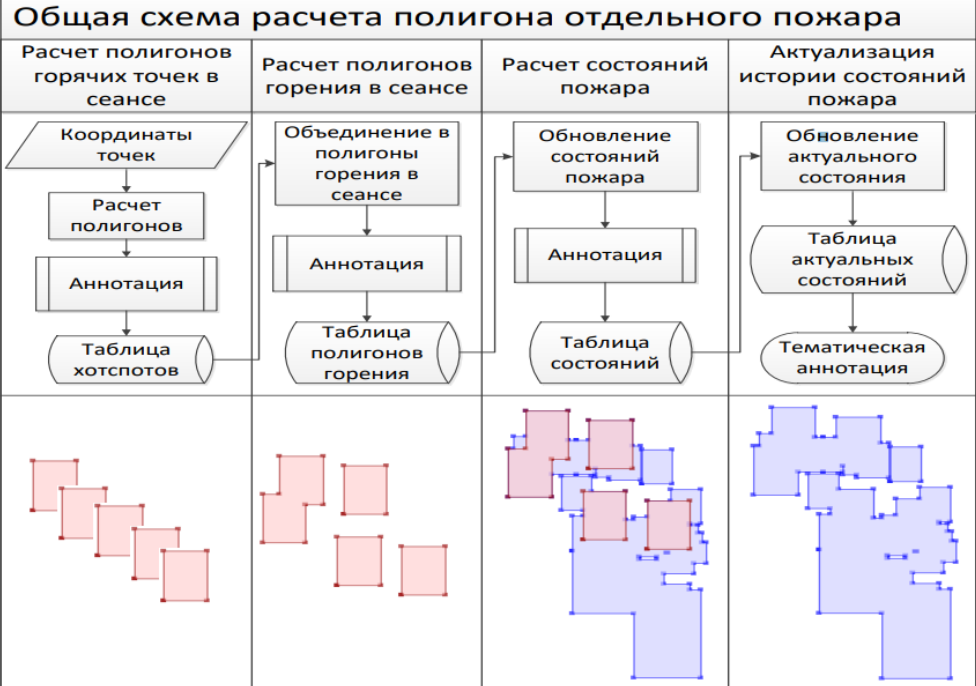 Общая схема расчета полигона отдельного пожара
Расчет полигонов
горячих точек в
сеансе
Расчет полигонов
горения в сеансе
Расчет состояний
пожара
Актуализация
истории состояний
пожара
Координаты
точек
Расчет
полигонов
Аннотация
Таблица
хотспотов
Объединение в
полигоны
горения в
сеансе
Аннотация
Таблица
полигонов
горения
Обновление
состояний
пожара
Аннотация
Таблица
состояний
Обновление
актуального
состояния
Таблица
актуальных
состояний
Тематическая
аннотация